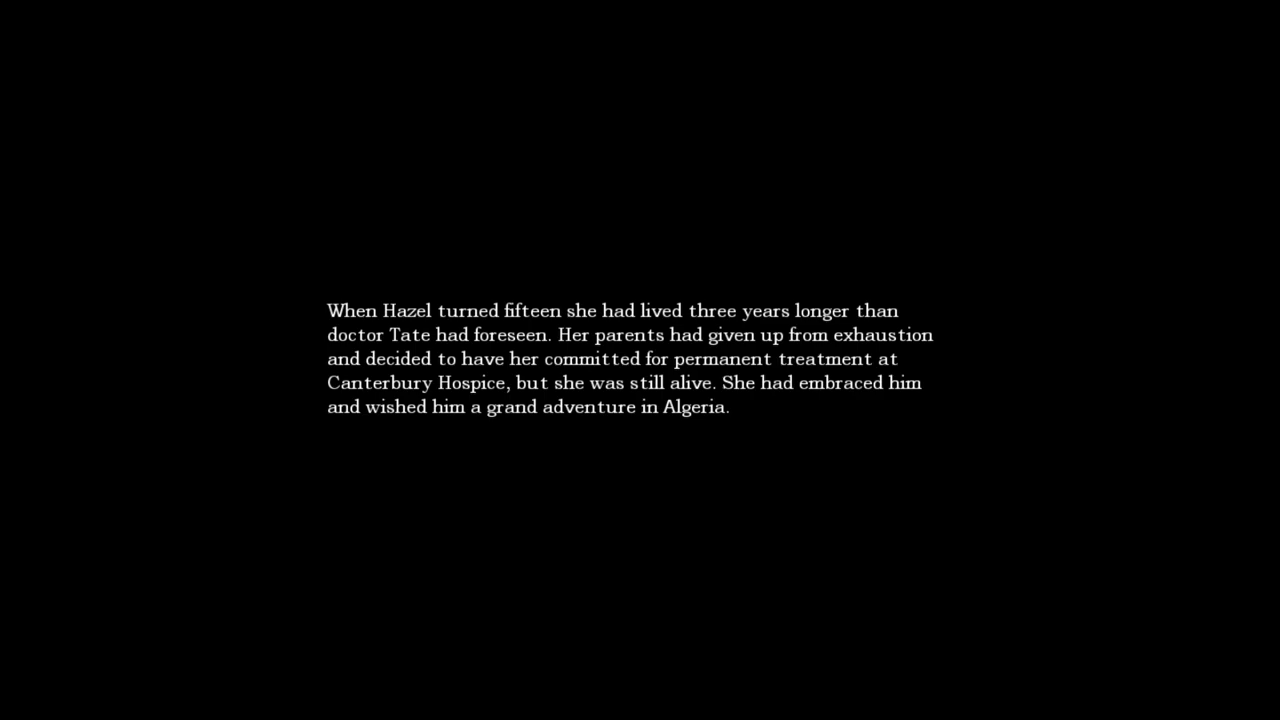 When Hazel turned fifteen she had lived three years longer than
doctor Tate had foreseen. Her parents had given up from exhaustion
and decided to have her committed for permanent treatment at
Canterbury Hospice, but she was still alive. She had embraced him
and wished him a grand adventure in Algeria.